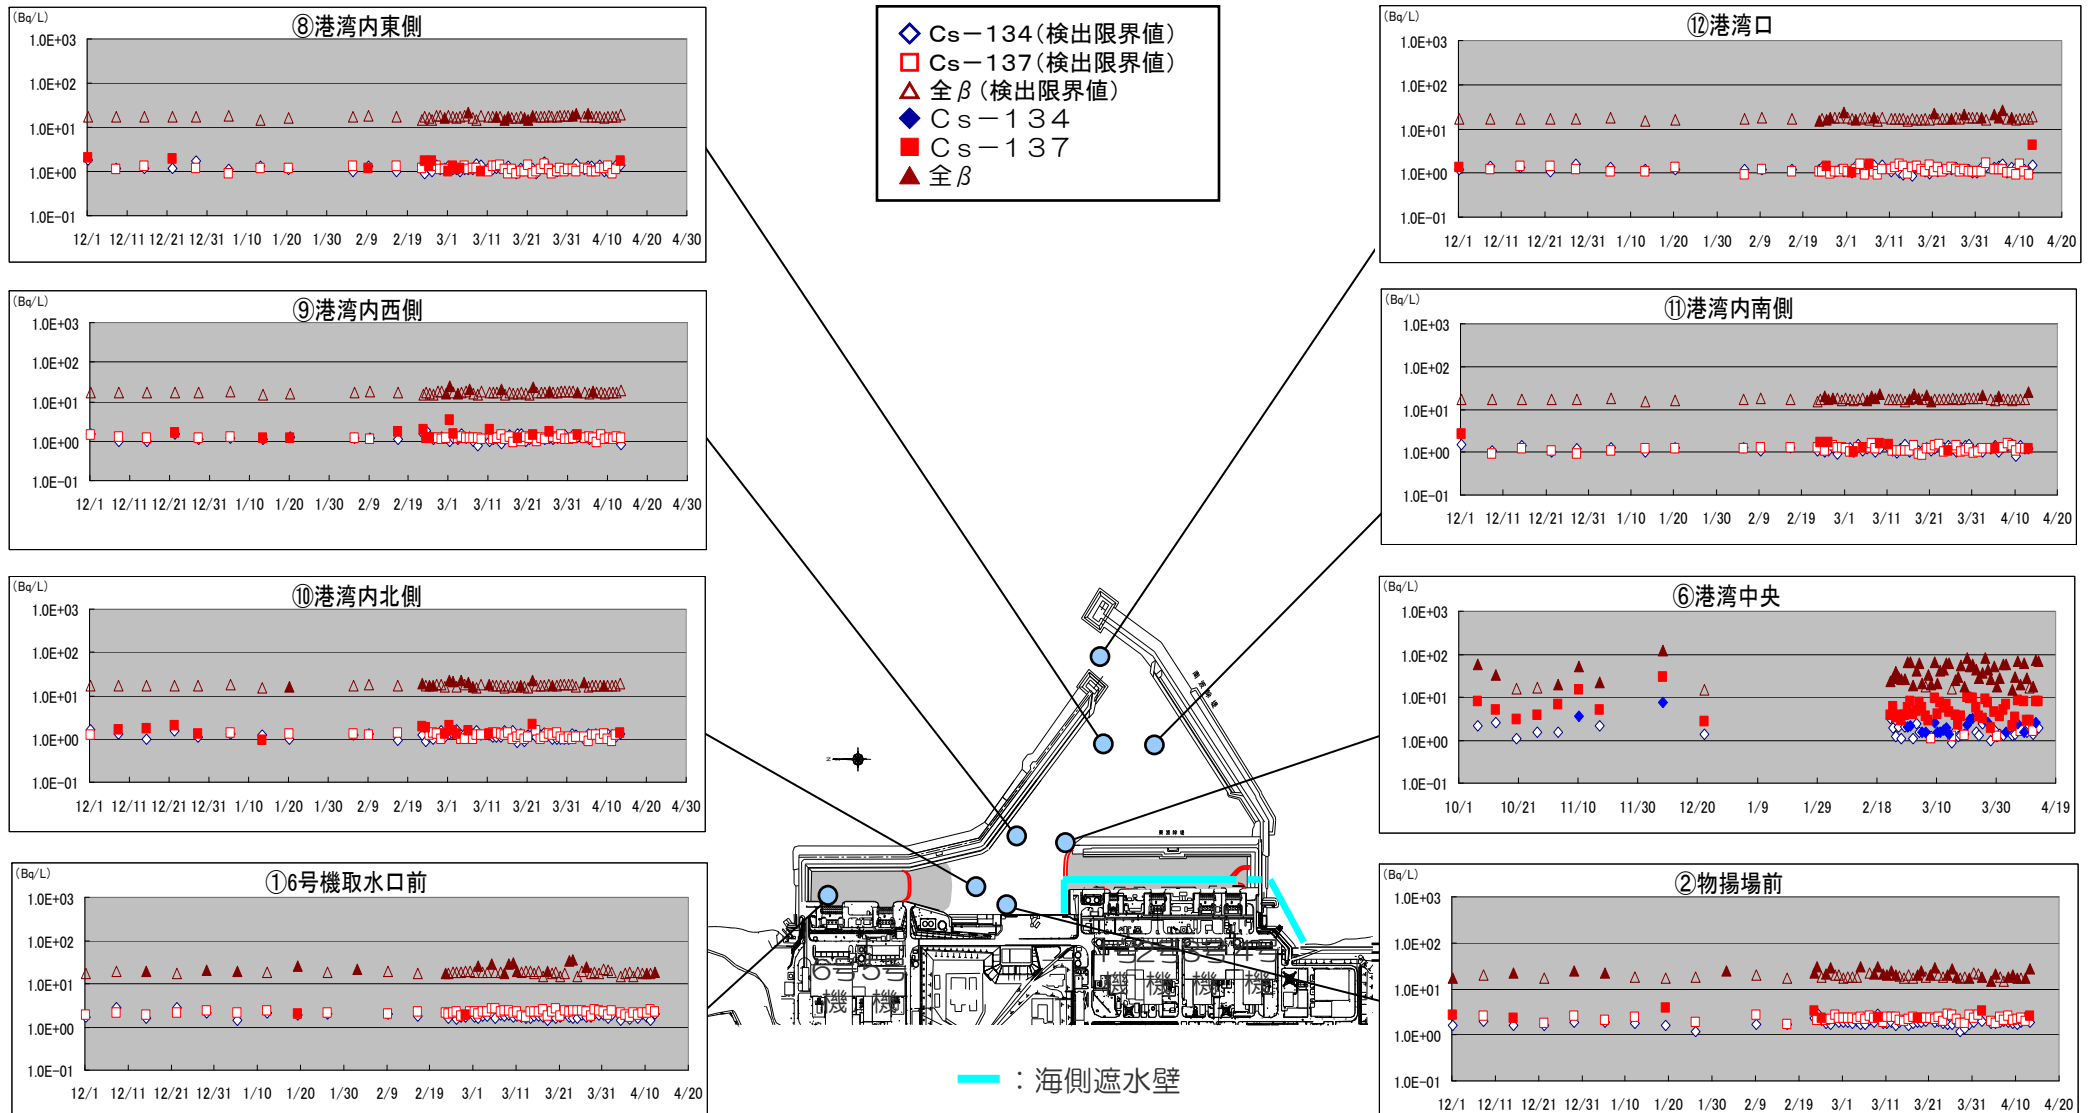 (Bq/L)
⑧港湾内東側
1.0E+03
1.0E+02
1.0E+01
1.0E+00
1.0E-01
12/1 12/11 12/21 12/31 1/10 1/20 1/30 2/9 2/19 3/1 3/11 3/21 3/31 4/10 4/20 4/30
(Bq/L)
⑨港湾内西側
1.0E+03
1.0E+02
1.0E+01
1.0E+00
1.0E-01
12/1 12/11 12/21 12/31 1/10 1/20 1/30 2/9 2/19 3/1 3/11 3/21 3/31 4/10 4/20 4/30
(Bq/L)
⑩港湾内北側
1.0E+03
1.0E+02
1.0E+01
1.0E+00
1.0E-01
12/1 12/11 12/21 12/31 1/10 1/20 1/30 2/9 2/19 3/1 3/11 3/21 3/31 4/10 4/20 4/30
(Bq/L)
①6号機取水口前
1.0E+03
1.0E+02
1.0E+01
1.0E+00
1.0E-01
12/1 12/11 12/21 12/31 1/10 1/20 1/30 2/9 2/19 3/1 3/11 3/21 3/31 4/10 4/20
Cs-134(検出限界値)
Cs-137(検出限界値)
全β(検出限界値)
Cs-134
Cs-137
全β
(Bq/L)
⑫港湾口
1.0E+03
1.0E+02
1.0E+01
1.0E+00
1.0E-01
12/1 12/11 12/21 12/31 1/10 1/20 1/30 2/9 2/19 3/1 3/11 3/21 3/31 4/10 4/20
(Bq/L)
⑪港湾内南側
1.0E+03
1.0E+02
1.0E+01
1.0E+00
1.0E-01
12/1 12/11 12/21 12/31 1/10 1/20 1/30 2/9 2/19 3/1 3/11 3/21 3/31 4/10 4/20
(Bq/L)
⑥港湾中央
1.0E+03
1.0E+02
1.0E+01
1.0E+00
1.0E-01
10/1 10/21 11/10 11/30 12/20 1/9 1/29 2/18 3/10 3/30 4/19
(Bq/L)
②物揚場前
1.0E+03
1.0E+02
1.0E+01
1.0E+00
1.0E-01
12/1 12/11 12/21 12/31 1/10 1/20 1/30 2/9 2/19 3/1 3/11 3/21 3/31 4/10 4/20
6号機
5号機
1号機
2号機
3号機
4号機
:海側遮水壁